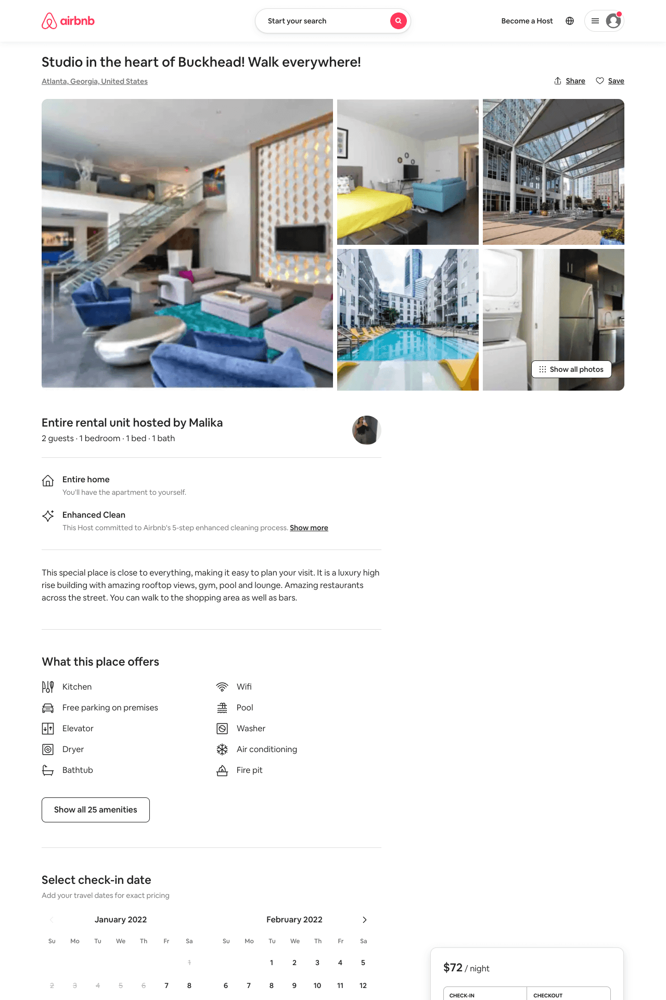 airbnb
Start your search
Become a Host
Studio in the heart of Buckhead! Walk everywhere!
Atlanta, Georgia, United States
Share
Save
Show all photos
Entire rental unit hosted by Malika
2 guests · 1 bedroom · 1 bed · 1 bath
Entire home
You'll have the apartment to yourself.
Enhanced Clean
This Host committed to Airbnb's 5-step enhanced cleaning process. Show more
This special place is close to everything, making it easy to plan your visit. It is a luxury high
rise building with amazing rooftop views, gym, pool and lounge. Amazing restaurants
across the street. You can walk to the shopping area as well as bars.
What this place offers
Kitchen
Wifi
Free parking on premises
Pool
Elevator
Washer
Dryer
Air conditioning
Bathtub
Fire pit
Show all 25 amenities
Select check-in date
Add your travel dates for exact pricing
January 2022
February 2022
Su Mo Tu We Th Fr Sa
Su Mo Tu We Th Fr Sa
1
1 2 3 4 5
2 3 4 5 6 7 8
6 7 8 9 10 11 12
$72 / night
CHECK-IN
CHECKOUT